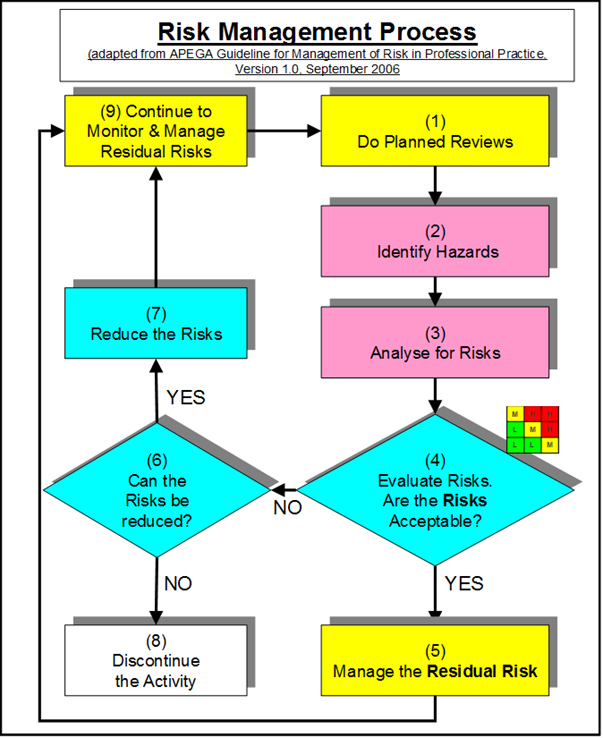 Risk Management Process
(adapted from APEGA Guideline for Management of Risk in Professional Practice,
Version 1.0, September 2006
(9) Continue to
Monitor & Manage
Residual Risks
(1)
Do Planned Reviews
(2)
Identify Hazards
(7)
Reduce the Risks
(3)
Analyse for Risks
YES
M H H
L M H
L L M
(6)
Can the
Risks be
reduced?
(4)
Evaluate Risks.
Are the Risks
Acceptable?
NO
NO
YES
(8)
Discontinue
the Activity
(5)
Manage the Residual Risk